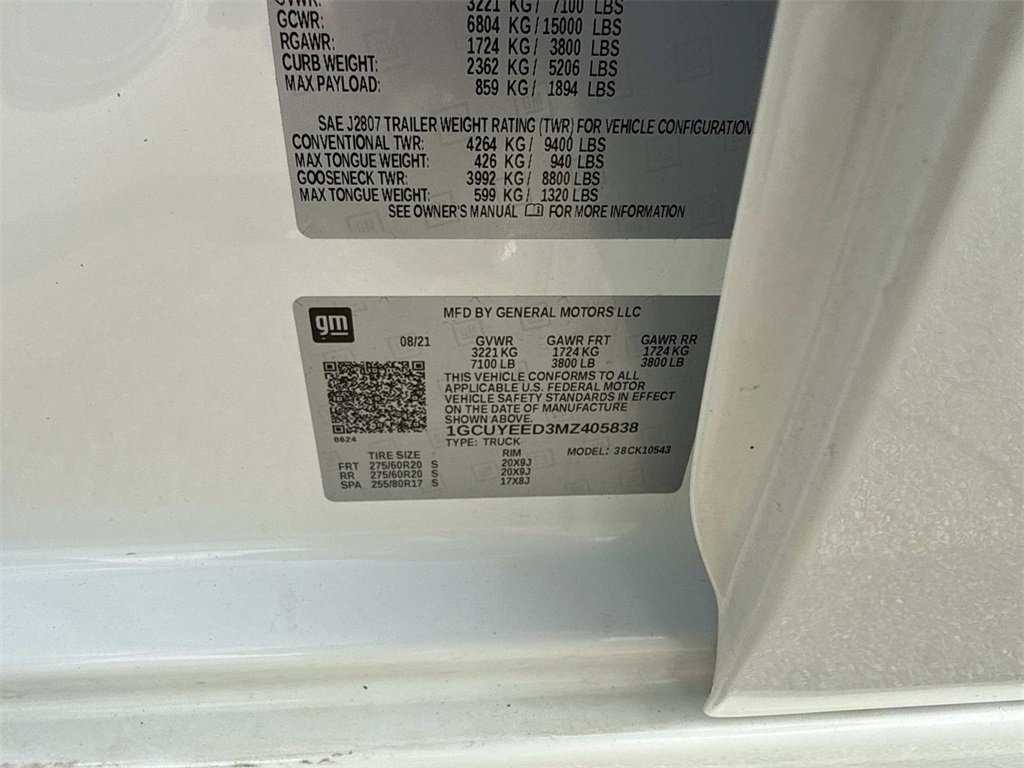 GVWR: 3221 KG/ 7100 LBS
GCWR: 6804 KG/ 15000 LBS
RGAWR: 1724 KG/ 3800 LBS
CURB WEIGHT: 2362 KG/ 5206 LBS
MAX PAYLOAD: 859 KG/ 1894 LBS
SAE J2807 TRAILER WEIGHT RATING (TWR) FOR VEHICLE CONFIGURATION
CONVENTIONAL TWR: 4264 KG/ 9400 LBS
MAX TONGUE WEIGHT: 426 KG/ 940 LBS
GOOSENECK TWR: 3992 KG/ 8800 LBS
MAX TONGUE WEIGHT: 599 KG/ 1320 LBS
SEE OWNER'S MANUAL FOR MORE INFORMATION
gm
MFD BY GENERAL MOTORS LLC
08/21 GVWR GAWR FRT GAWR RR
3221 KG 1724 KG 1724 KG
7100 LB 3800 LB 3800 LB
THIS VEHICLE CONFORMS TO ALL
APPLICABLE U.S. FEDERAL MOTOR
VEHICLE SAFETY STANDARDS IN EFFECT
ON THE DATE OF MANUFACTURE
SHOWN ABOVE.
1GCUYEED3MZ405838
8624
TYPE: TRUCK MODEL: 38CK10543
TIRE SIZE RIM
FRT 275/60R20 S 20X9J
RR 275/60R20 S 20X9J
SPA 255/80R17 S 17X8J